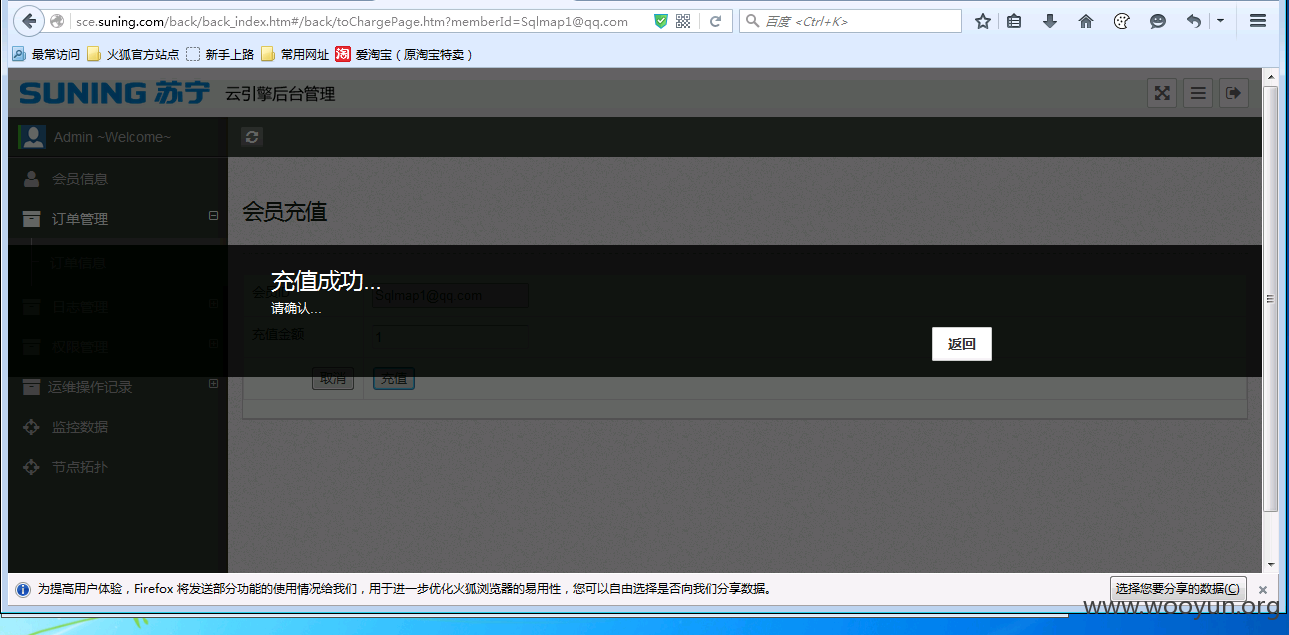 sce.suning.com/back/back_index.htm#/back/toChargePage.htm?memberId=Sqlmap1@qq.com
百度 <Ctrl+K>
最常访问 火狐官方站点 新手上路 常用网址 淘 爱淘宝（原淘宝特卖）
SUNING 苏宁 云引擎后台管理
Admin ~Welcome~
会员信息
订单管理
会员充值
订单信息
日志管理
权限管理
运维操作记录
监控数据
节点拓扑
充值成功...
请确认...
Sqlmap1@qq.com
充值金额 1
返回
取消 充值
为提高用户体验，Firefox 将发送部分功能的使用情况给我们，用于进一步优化火狐浏览器的易用性，您可以自由选择是否向我们分享数据。
选择您要分享的数据(C)
www.wooyun.org